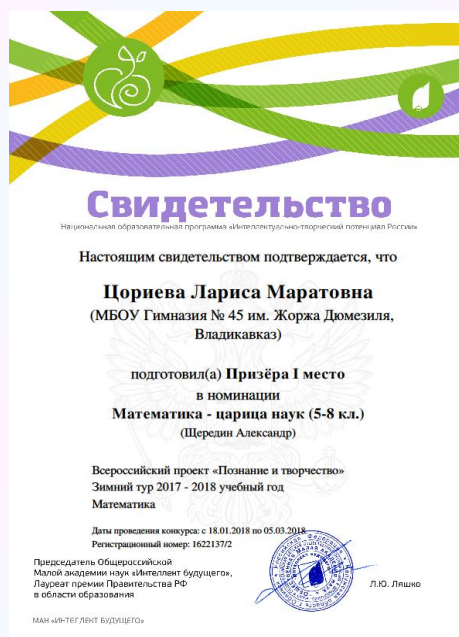 Свидетельство
Национальная образовательная программа «Интеллектуально-творческий потенциал России»
Настоящим свидетельством подтверждается, что
Цориева Лариса Маратовна
(МБОУ Гимназия № 45 им. Жоржа Дюмезиля,
Владикавказ)
подготовил(а) Призёра I место
в номинации
Математика - царица наук (5-8 кл.)
(Щередин Александр)
Всероссийский проект «Познание и творчество»
Зимний тур 2017 - 2018 учебный год
Математика
Даты проведения конкурса: с 18.01.2018 по 05.03.2018
Регистрационный номер: 1622137/2
Председатель Общероссийской
Малой академии наук «Интеллект будущего»,
Лауреат премии Правительства РФ
в области образования
Л.Ю. Ляшко
МАН «ИНТЕЛЛЕКТ БУДУЩЕГО»